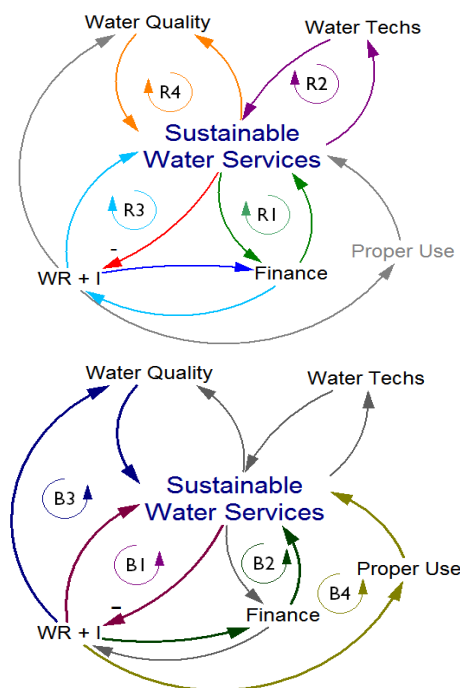 Water Quality
Water Techs
R4
R2
Sustainable
Water Services
R3
R1
-
Proper Use
WR + I
Finance
Water Quality
Water Techs
B3
Sustainable
Water Services
B1
B2
Proper Use
B4
-
Finance
WR + I